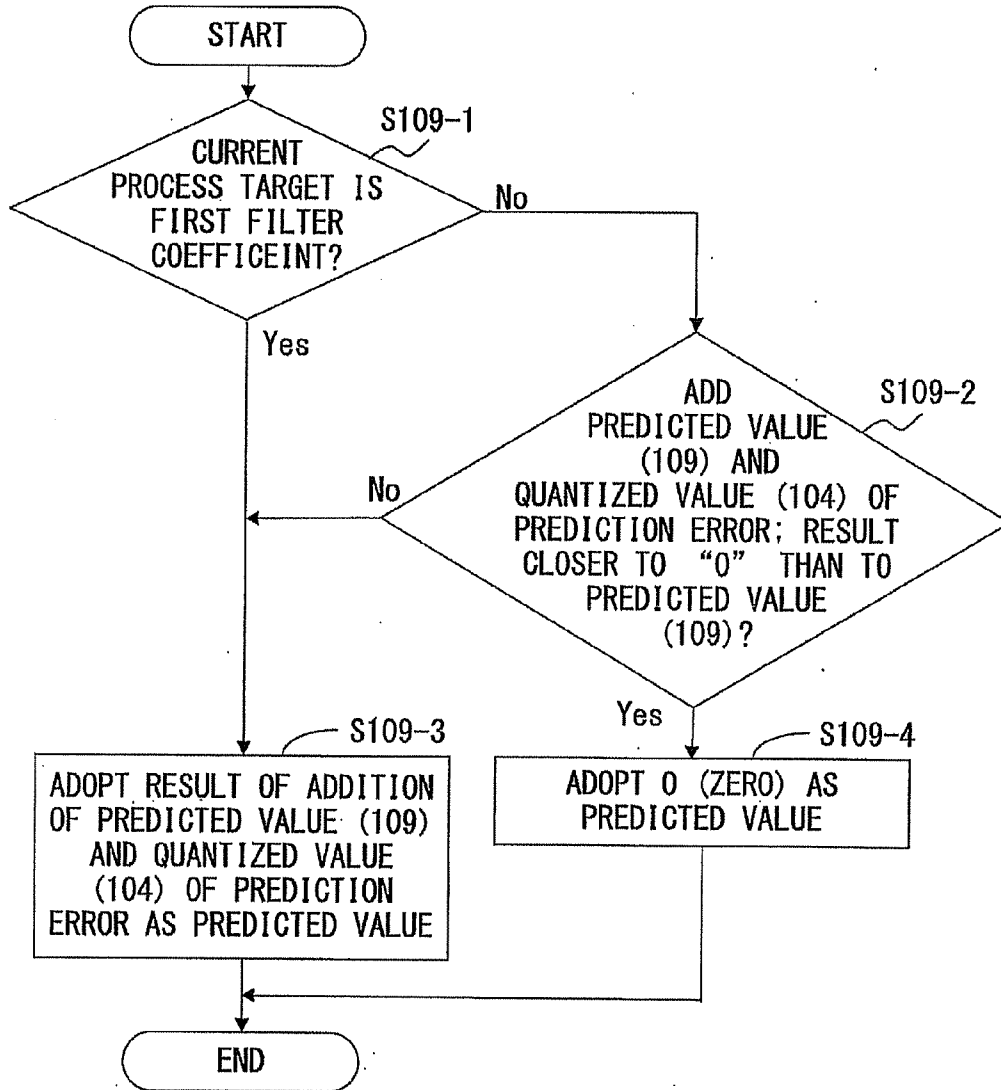 START
S109-1
CURRENT
PROCESS TARGET IS
FIRST FILTER
COEFFICEINT?
No
Yes
S109-2
ADD
PREDICTED VALUE
(109) AND
QUANTIZED VALUE (104) OF
PREDICTION ERROR; RESULT
CLOSER TO "0" THAN TO
PREDICTED VALUE
(109)?
No
Yes
S109-3
ADOPT RESULT OF ADDITION
OF PREDICTED VALUE (109)
AND QUANTIZED VALUE
(104) OF PREDICTION
ERROR AS PREDICTED VALUE
S109-4
ADOPT 0 (ZERO) AS
PREDICTED VALUE
END